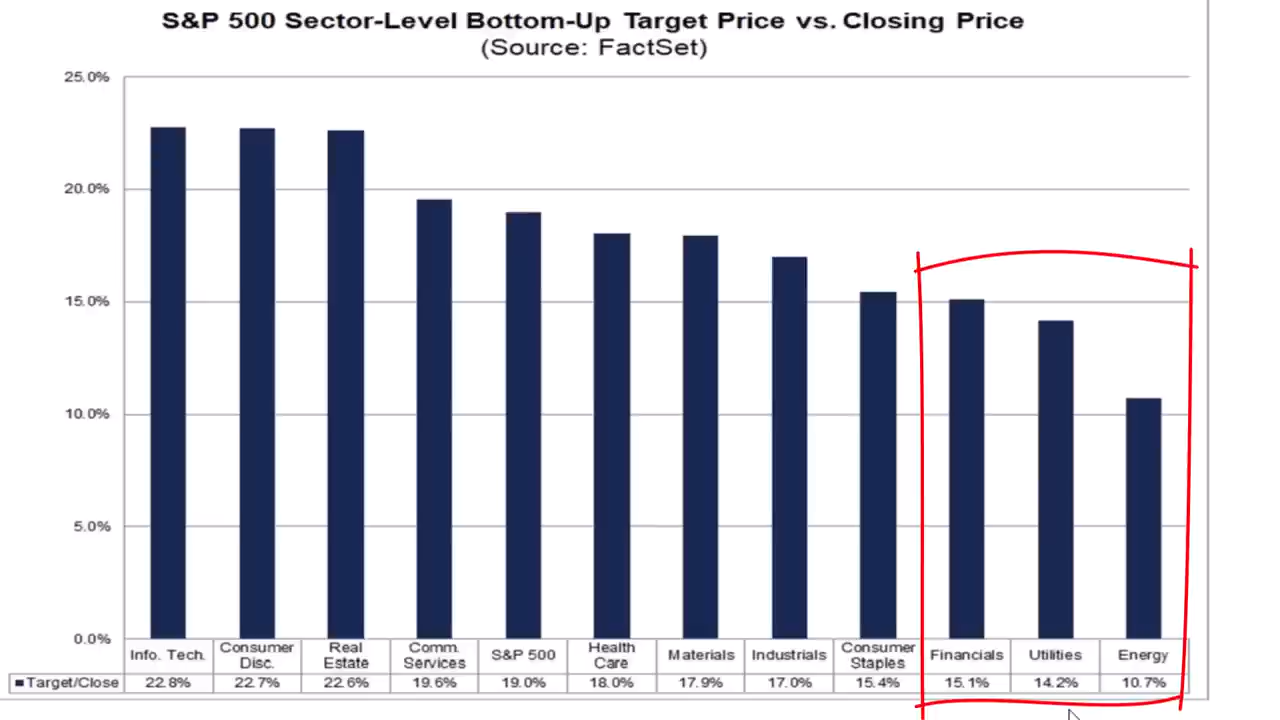 S&P 500 Sector-Level Bottom-Up Target Price vs. Closing Price
(Source: FactSet)
25.0%
20.0%
15.0%
10.0%
5.0%
0.0%
Info. Tech. Consumer Disc. Real Estate Comm. Services S&P 500 Health Care Materials Industrials Consumer Staples Financials Utilities Energy
Target/Close 22.8% 22.7% 22.6% 19.6% 19.0% 18.0% 17.9% 17.0% 15.4% 15.1% 14.2% 10.7%